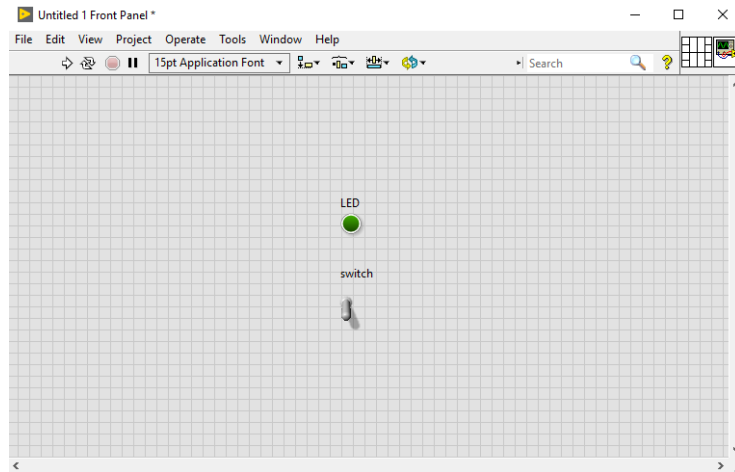 Untitled 1 Front Panel *
File Edit View Project Operate Tools Window Help
15pt Application Font Search ?
LED
switch